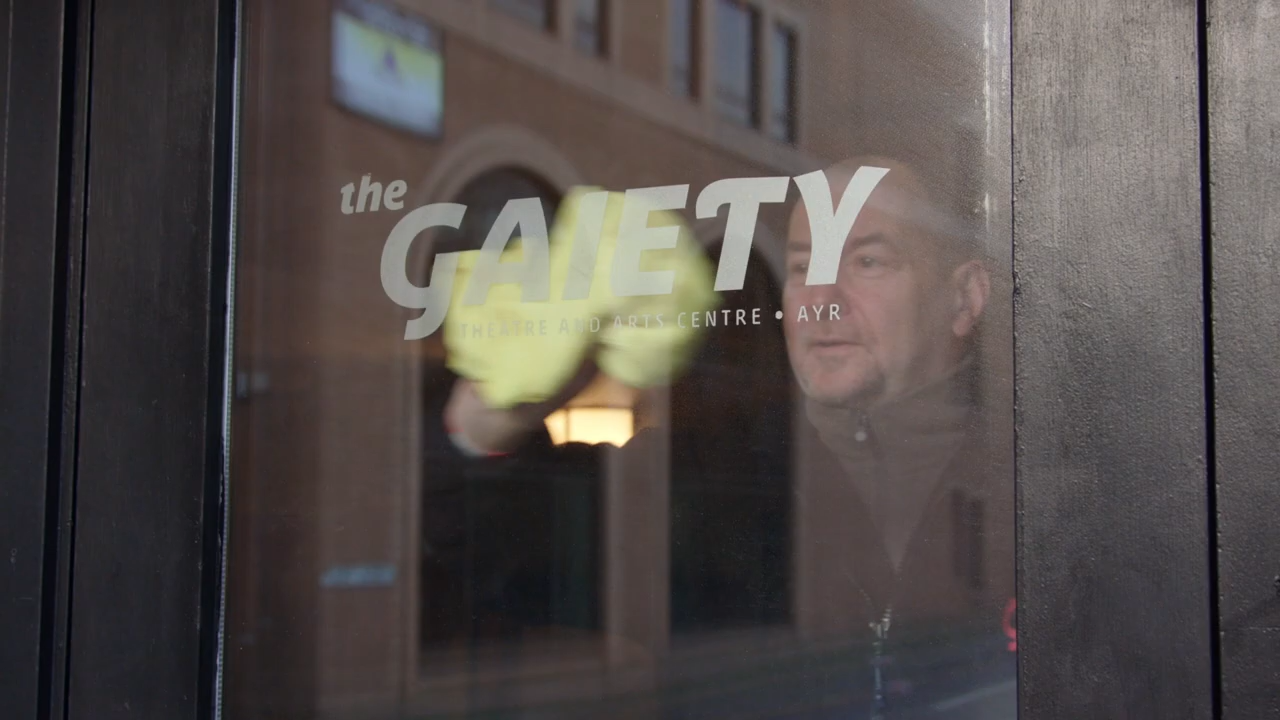 the
GAIETY
THEATRE AND ARTS CENTRE • AYR